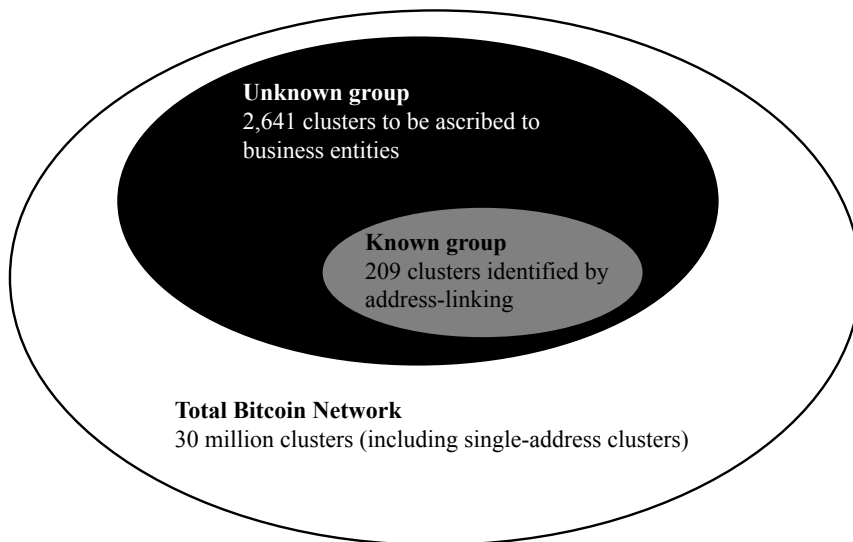 Unknown group
2,641 clusters to be ascribed to
business entities
Known group
209 clusters identified by
address-linking
Total Bitcoin Network
30 million clusters (including single-address clusters)